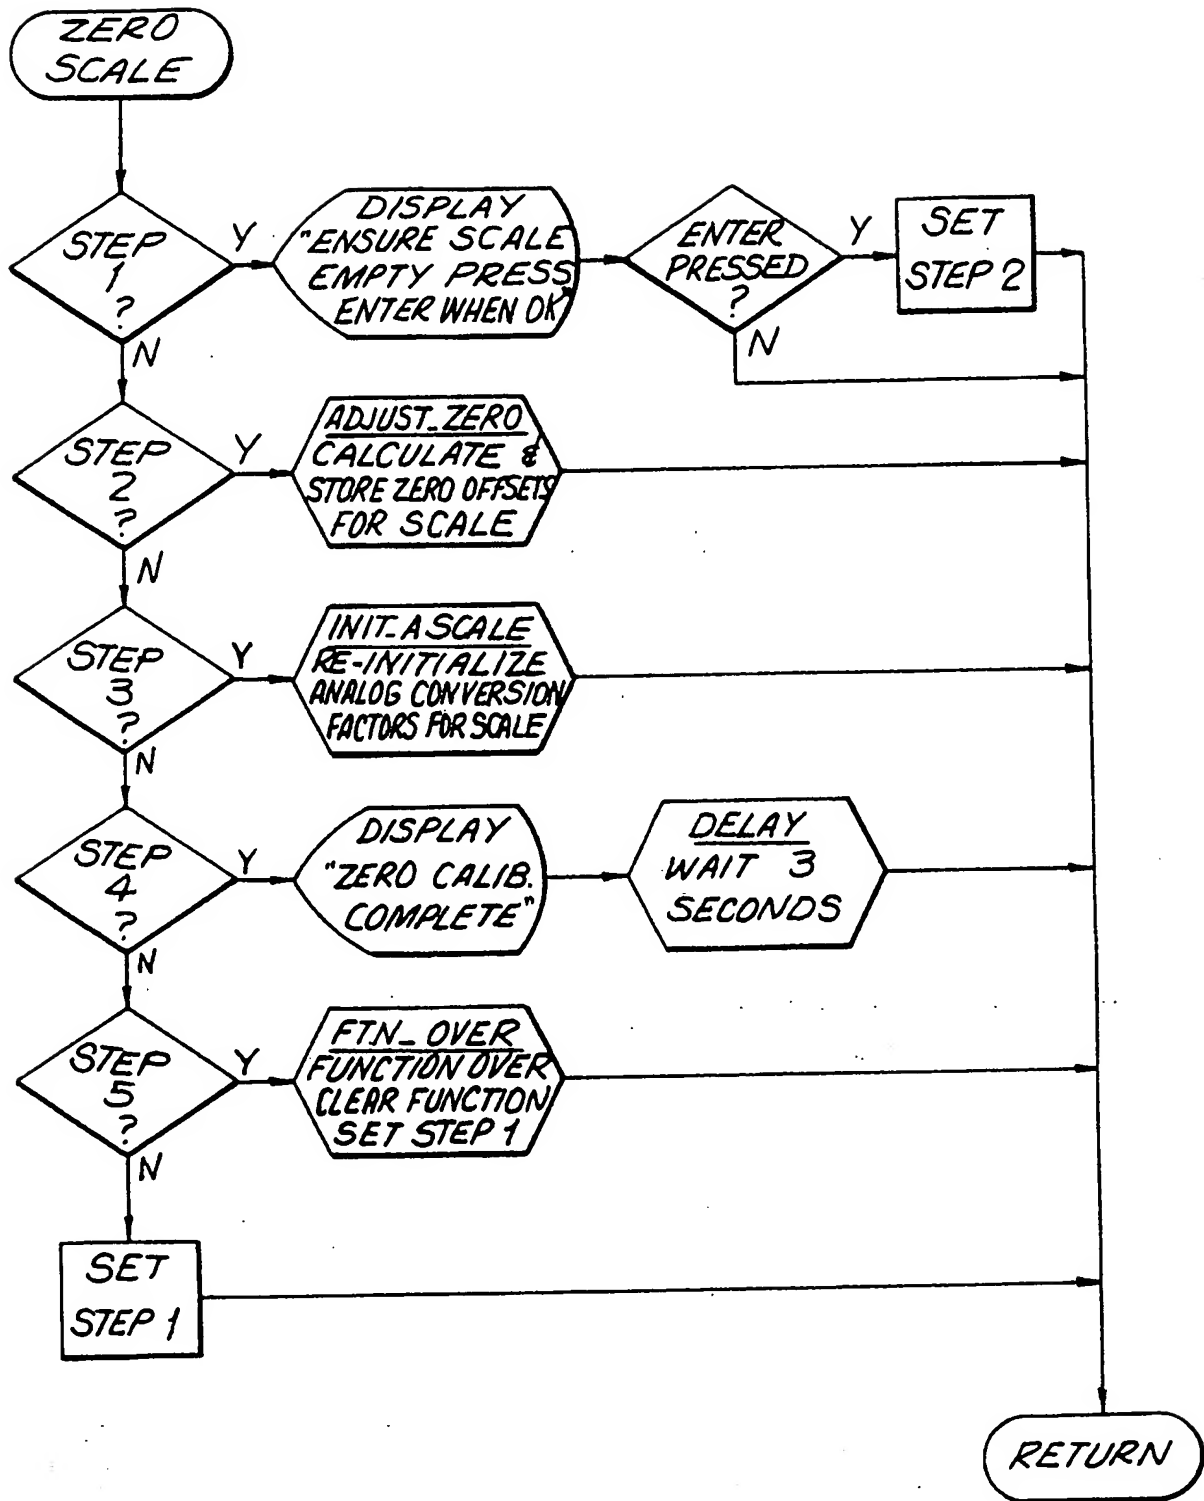 ZERO
SCALE
STEP
1
?
Y
DISPLAY
"ENSURE SCALE
EMPTY PRESS
ENTER WHEN OK"
ENTER
PRESSED
?
Y
SET
STEP 2
N
N
STEP
2
?
Y
ADJUST_ZERO
CALCULATE &
STORE ZERO OFFSETS
FOR SCALE
N
STEP
3
?
Y
INIT_A SCALE
RE-INITIALIZE
ANALOG CONVERSION
FACTORS FOR SCALE
N
STEP
4
?
Y
DISPLAY
"ZERO CALIB.
COMPLETE"
DELAY
WAIT 3
SECONDS
N
STEP
5
?
Y
FTN_OVER
FUNCTION OVER
CLEAR FUNCTION
SET STEP 1
N
SET
STEP 1
RETURN